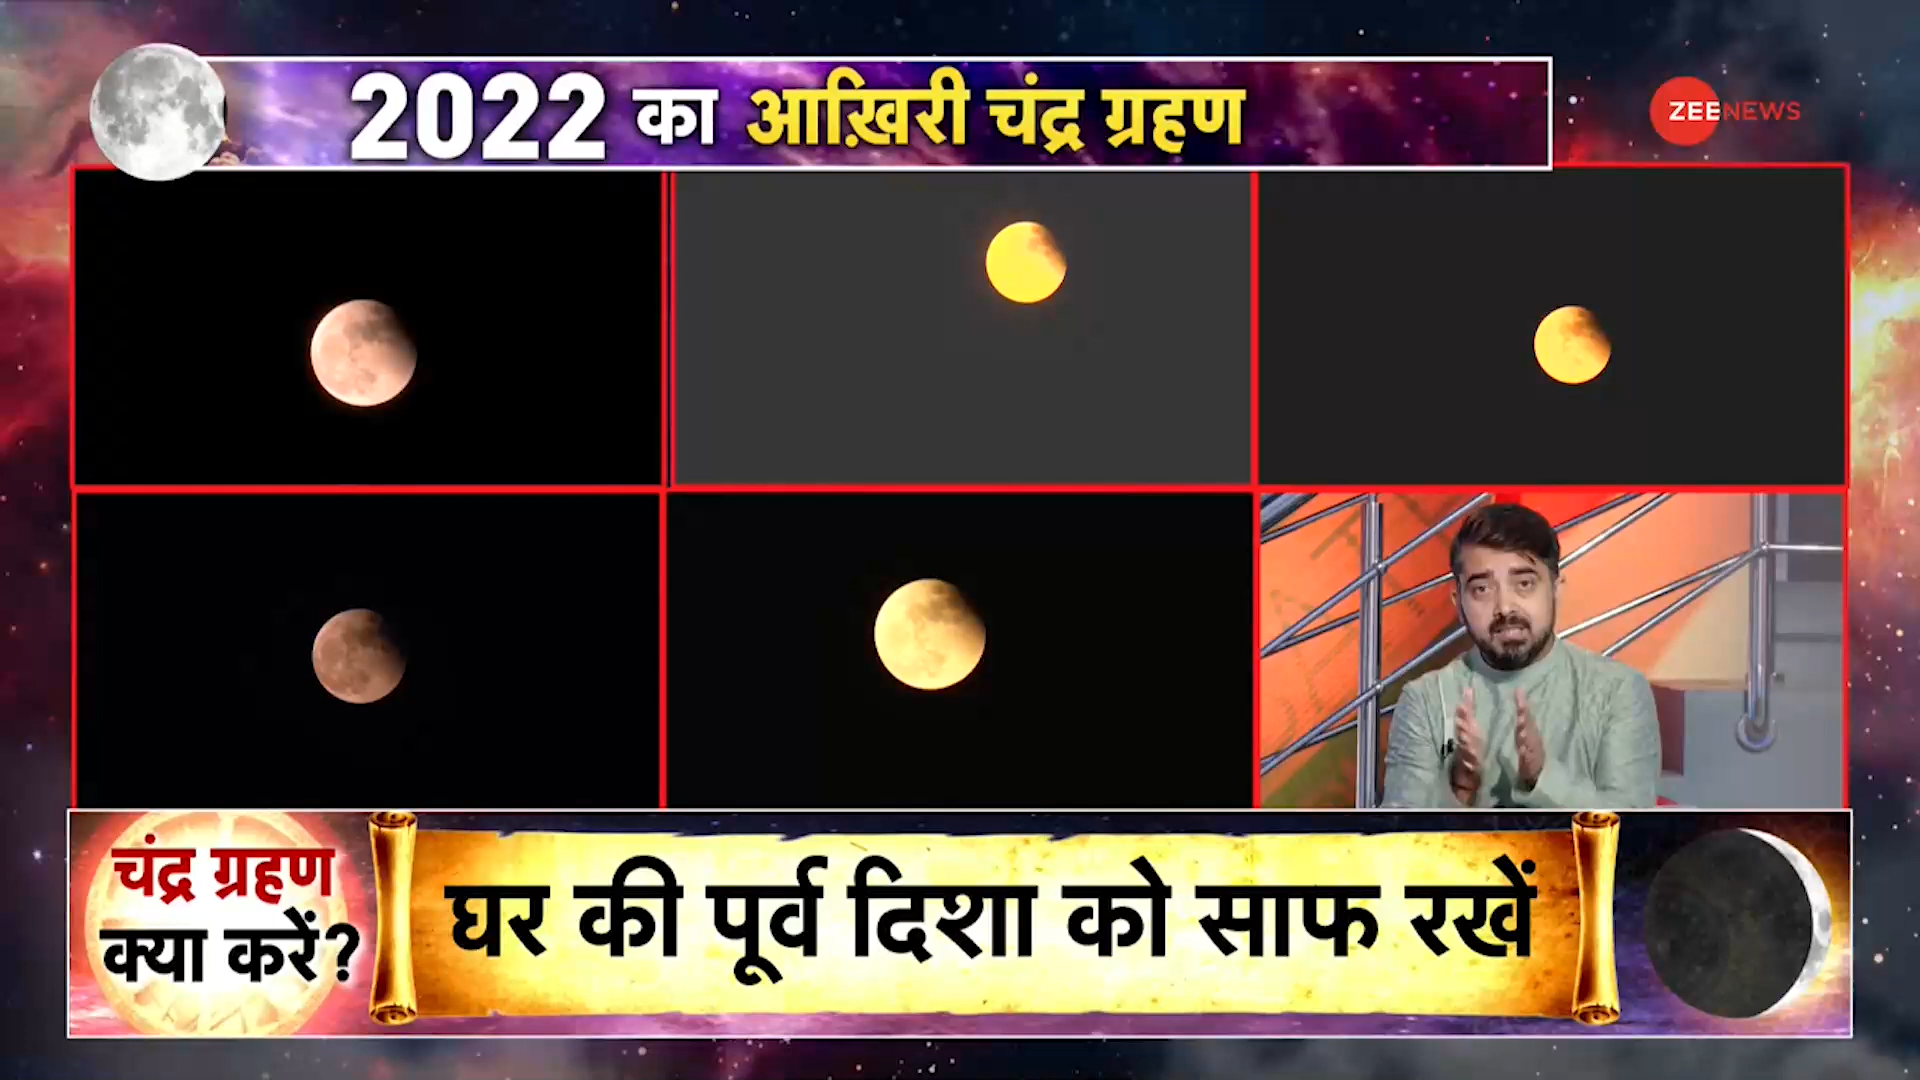 2022 का आख़िरी चंद्र ग्रहण
ZEENEWS
चंद्र ग्रहण
क्या करें?
घर की पूर्व दिशा को साफ रखें